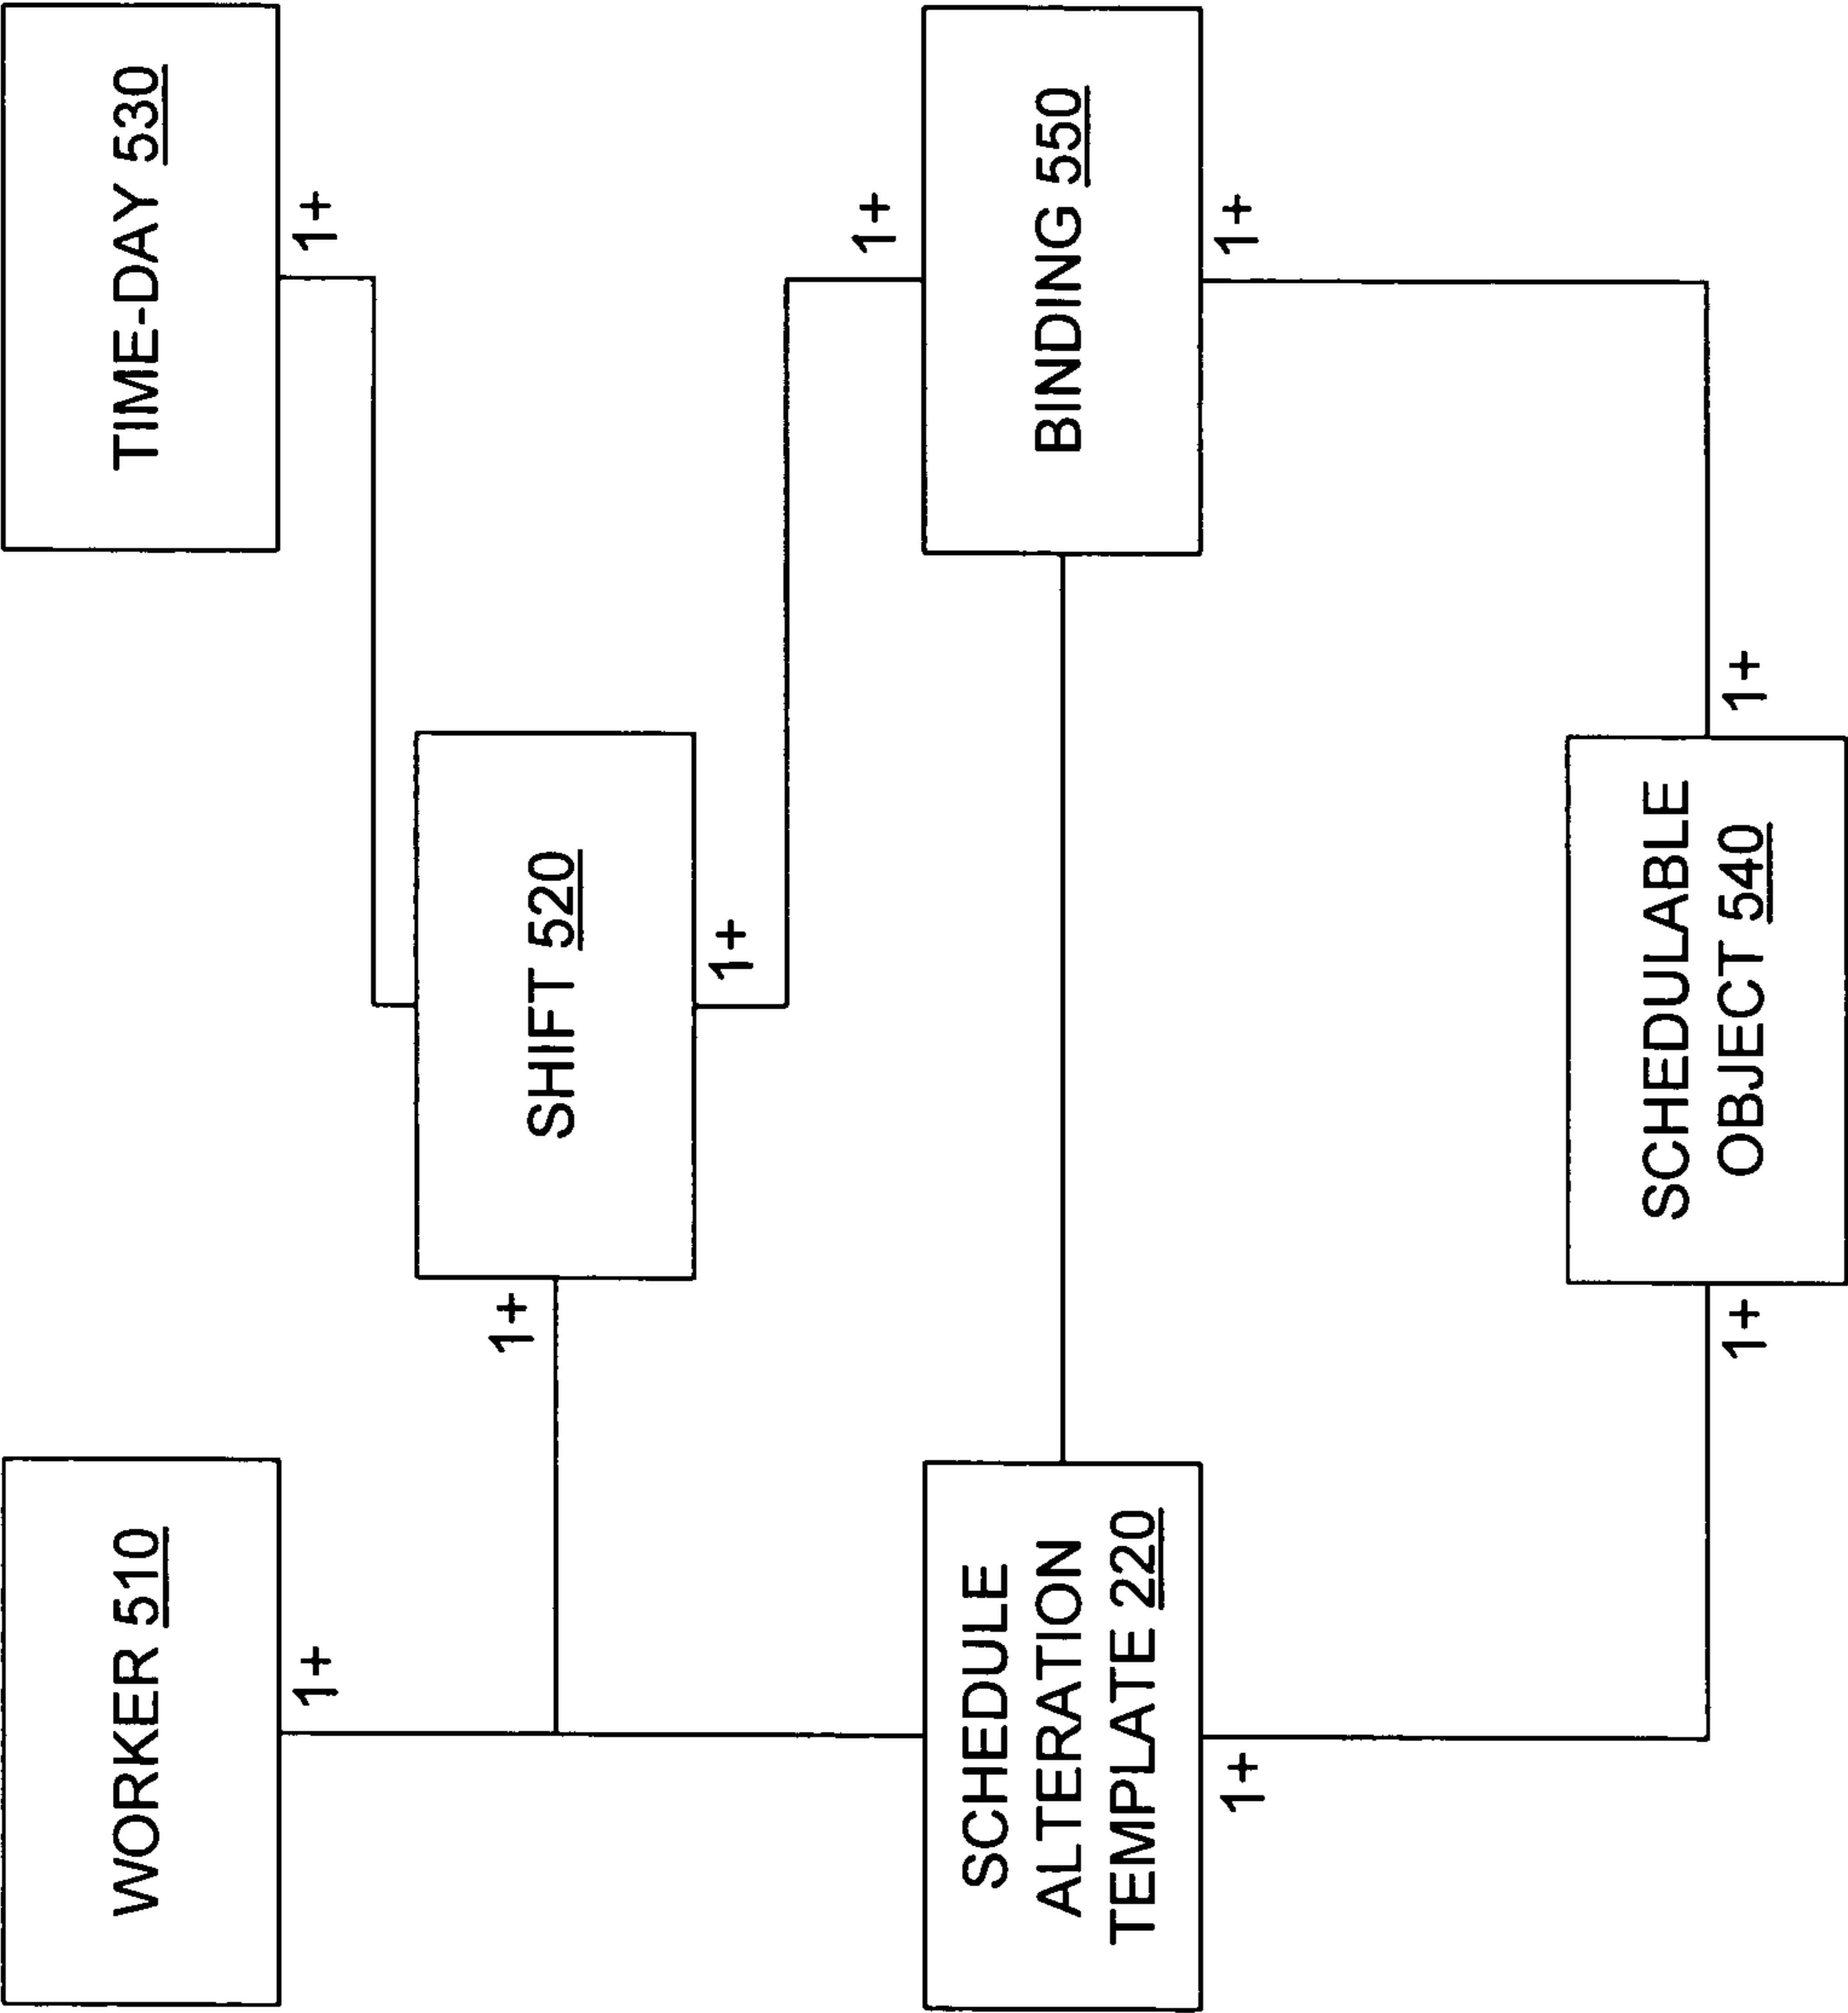 WORKER 510
TIME-DAY 530
1+
1+
1+
SHIFT 520
1+
1+
SCHEDULE
ALTERATION
TEMPLATE 220
BINDING 550
1+
1+
SCHEDULABLE
OBJECT 540
1+
1+